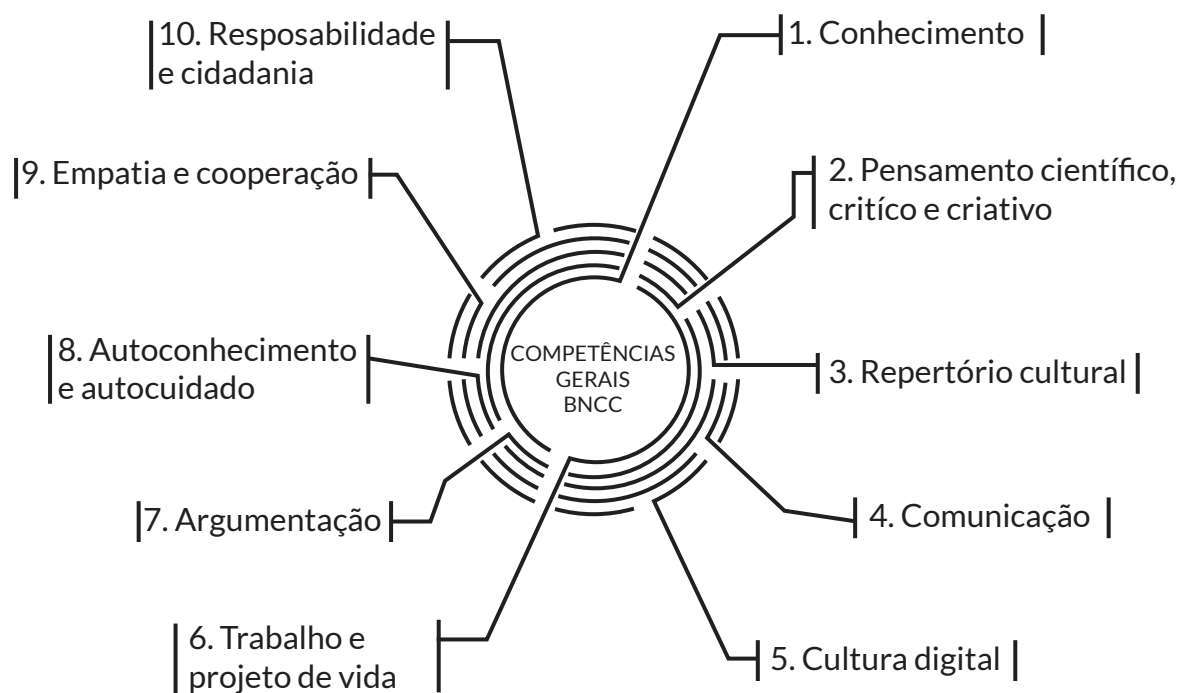 10. Resposabilidade
e cidadania
1. Conhecimento
9. Empatia e cooperação
2. Pensamento científico,
critíco e criativo
COMPETÊNCIAS
GERAIS
BNCC
8. Autoconhecimento
e autocuidado
3. Repertório cultural
7. Argumentação
4. Comunicação
6. Trabalho e
projeto de vida
5. Cultura digital